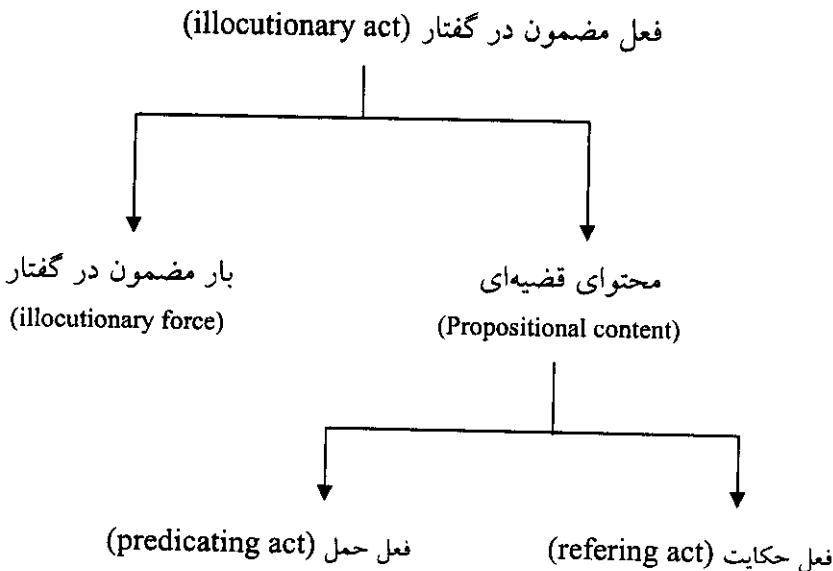 فعل مضمون در گفتار (illocutionary act)
محتوای قضیه‌ای
(Propositional content)
بار مضمون در گفتار
(illocutionary force)
فعل حکایت (refering act)
فعل حمل (predicating act)